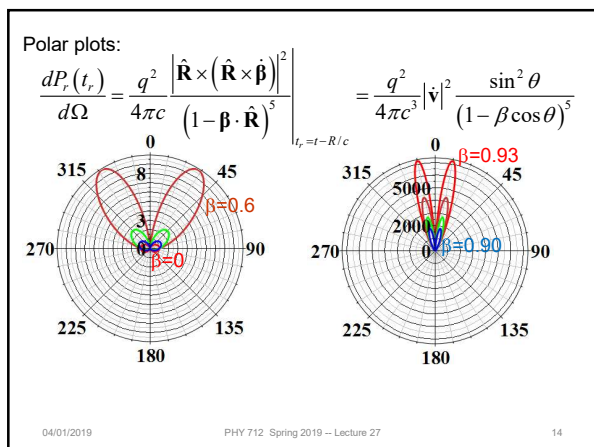 Polar plots:
dP_r(t_r)/dΩ = q²/4πc |R̂×(R̂×β̇)|²/(1−β·R̂)⁵ |_{t_r=t−R/c} = q²/4πc³ |v̇|² sin²θ/(1−β cosθ)⁵
0
315 45
8
β=0.6
3
270 0 90
β=0
225 135
180
0
β=0.93
315 45
5000
2000
β=0.90
270 0 90
225 135
180
04/01/2019 PHY 712 Spring 2019 -- Lecture 27 14